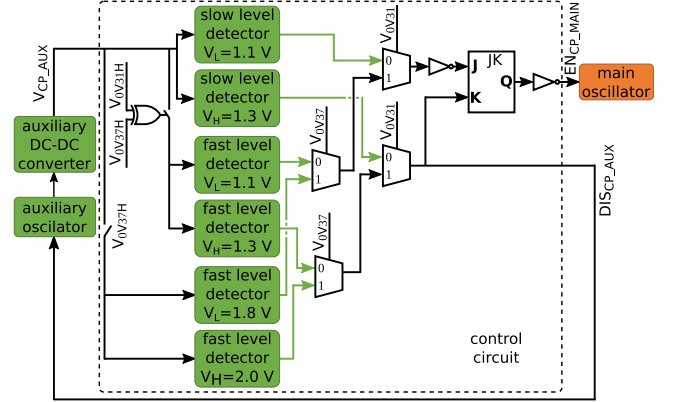 slow level
detector
V_L=1.1 V
slow level
detector
V_H=1.3 V
fast level
detector
V_L=1.1 V
fast level
detector
V_H=1.3 V
fast level
detector
V_L=1.8 V
fast level
detector
V_H=2.0 V
V_CP_AUX
auxiliary
DC-DC
converter
auxiliary
oscilator
V_0V31H
V_0V37H
V_0V37H
V_0V37
0
1
V_0V37
0
1
V_0V31
0
1
V_0V31
0
1
JK
J
Q
K
EN_CP_MAIN
main
oscillator
DIS_CP_AUX
control
circuit